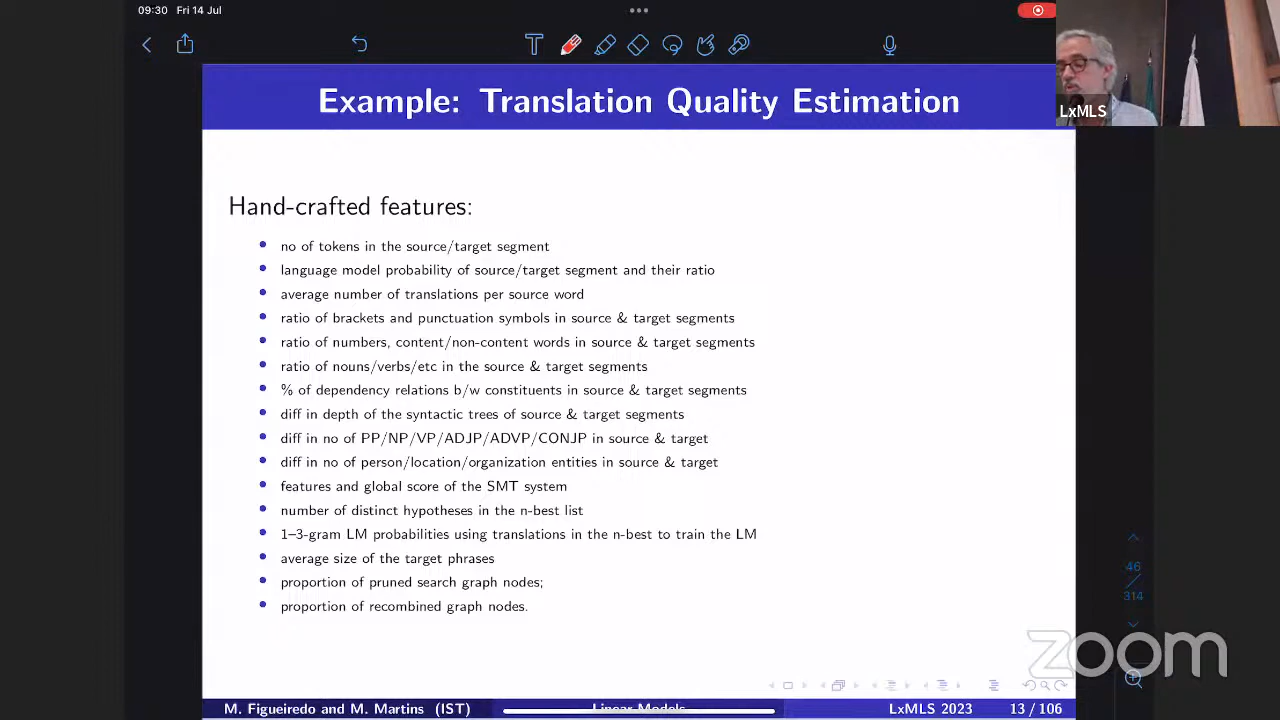 09:30 Fri 14 Jul
LxMLS
Example: Translation Quality Estimation
Hand-crafted features:
no of tokens in the source/target segment
language model probability of source/target segment and their ratio
average number of translations per source word
ratio of brackets and punctuation symbols in source & target segments
ratio of numbers, content/non-content words in source & target segments
ratio of nouns/verbs/etc in the source & target segments
% of dependency relations b/w constituents in source & target segments
diff in depth of the syntactic trees of source & target segments
diff in no of PP/NP/VP/ADJP/ADVP/CONJP in source & target
diff in no of person/location/organization entities in source & target
features and global score of the SMT system
number of distinct hypotheses in the n-best list
1–3-gram LM probabilities using translations in the n-best to train the LM
average size of the target phrases
proportion of pruned search graph nodes;
proportion of recombined graph nodes.
46
314
zoom
M. Figueiredo and M. Martins (IST) Linear Models LxMLS 2023 13 / 106